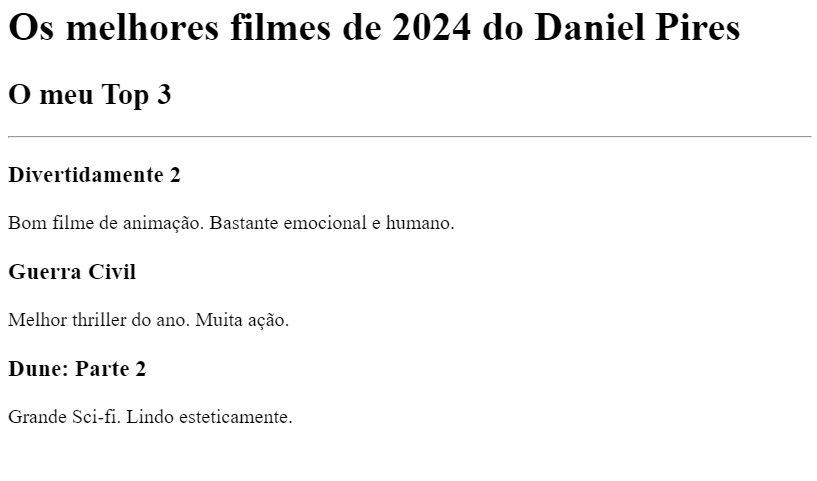 Os melhores filmes de 2024 do Daniel Pires
O meu Top 3
Divertidamente 2
Bom filme de animação. Bastante emocional e humano.
Guerra Civil
Melhor thriller do ano. Muita ação.
Dune: Parte 2
Grande Sci-fi. Lindo esteticamente.